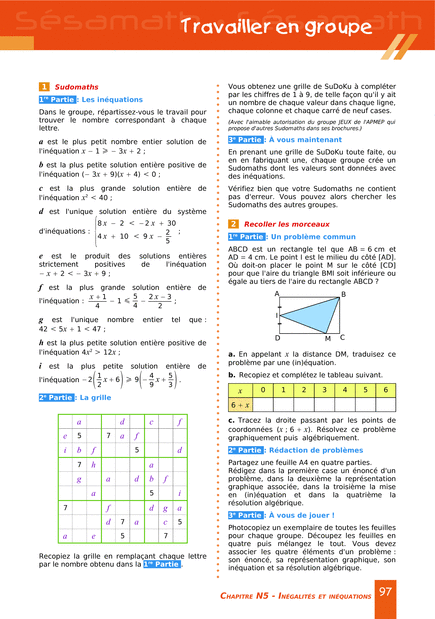 Sésamath Sésamath Sésamath
Travailler en groupe
1 Sudomaths
1re Partie : Les inéquations
Dans le groupe, répartissez-vous le travail pour
trouver le nombre correspondant à chaque
lettre.
a est le plus petit nombre entier solution de
l'inéquation x − 1 ⩾ − 3x + 2 ;
b est la plus petite solution entière positive de
l'inéquation (− 3x + 9)(x + 4) < 0 ;
c est la plus grande solution entière de
l'inéquation x² < 40 ;
d est l'unique solution entière du système
d'inéquations : { 8x − 2 < −2x + 30
4x + 10 < 9x − 2/5 ;
e est le produit des solutions entières
strictement positives de l'inéquation
− x + 2 < − 3x + 9 ;
f est la plus grande solution entière de
l'inéquation : (x + 1)/4 − 1 ⩽ 5/4 − (2x − 3)/2 ;
g est l'unique nombre entier tel que :
42 < 5x + 1 < 47 ;
h est la plus petite solution entière positive de
l'inéquation 4x² > 12x ;
i est la plus petite solution entière de
l'inéquation −2(1/2 x + 6) ⩾ 9(−4/9 x + 5/3) .
2e Partie : La grille
a d c f
e 5 7 a f
i b f 5 d
7 h a
g a d b f
a 5 i
7 f d g a
d 7 a c 5
a e 5 7
Recopiez la grille en remplaçant chaque lettre
par le nombre obtenu dans la 1re Partie .
Vous obtenez une grille de SuDoKu à compléter
par les chiffres de 1 à 9, de telle façon qu'il y ait
un nombre de chaque valeur dans chaque ligne,
chaque colonne et chaque carré de neuf cases.
(Avec l'aimable autorisation du groupe JEUX de l'APMEP qui
propose d'autres Sudomaths dans ses brochures.)
3e Partie : À vous maintenant
En prenant une grille de SuDoKu toute faite, ou
en en fabriquant une, chaque groupe crée un
Sudomaths dont les valeurs sont données avec
des inéquations.
Vérifiez bien que votre Sudomaths ne contient
pas d'erreur. Vous pouvez alors chercher les
Sudomaths des autres groupes.
2 Recoller les morceaux
1re Partie : Un problème commun
ABCD est un rectangle tel que AB = 6 cm et
AD = 4 cm. Le point I est le milieu du côté [AD].
Où doit-on placer le point M sur le côté [CD]
pour que l'aire du triangle BMI soit inférieure ou
égale au tiers de l'aire du rectangle ABCD ?
A B
I
D M C
a. En appelant x la distance DM, traduisez ce
problème par une (in)équation.
b. Recopiez et complétez le tableau suivant.
x 0 1 2 3 4 5 6
6 + x
c. Tracez la droite passant par les points de
coordonnées (x ; 6 + x). Résolvez ce problème
graphiquement puis algébriquement.
2e Partie : Rédaction de problèmes
Partagez une feuille A4 en quatre parties.
Rédigez dans la première case un énoncé d'un
problème, dans la deuxième la représentation
graphique associée, dans la troisième la mise
en (in)équation et dans la quatrième la
résolution algébrique.
3e Partie : À vous de jouer !
Photocopiez un exemplaire de toutes les feuilles
pour chaque groupe. Découpez les feuilles en
quatre puis mélangez le tout. Vous devez
associer les quatre éléments d'un problème :
son énoncé, sa représentation graphique, son
inéquation et sa résolution algébrique.
Chapitre N5 - Inégalités et inéquations 97